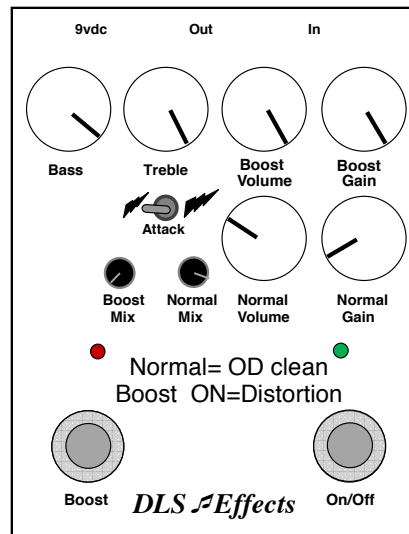 9vdc Out In
Bass Treble Boost Volume Boost Gain
Attack
Boost Mix Normal Mix Normal Volume Normal Gain
Normal= OD clean
Boost ON=Distortion
Boost DLS Effects On/Off